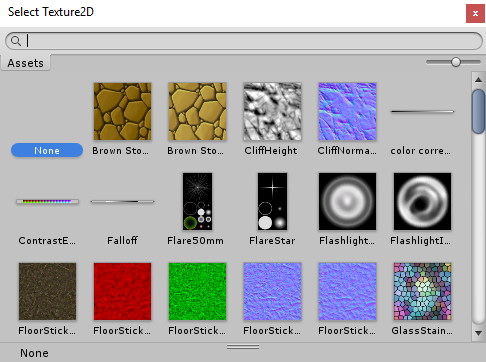 Select Texture2D
x
Assets
None
Brown Sto...
Brown Sto...
CliffHeight
CliffNorma...
color corre...
ContrastE...
Falloff
Flare50mm
FlareStar
Flashlight...
FlashlightI...
FloorStick...
FloorStick...
FloorStick...
FloorStick...
FloorStick...
GlassStain...
None